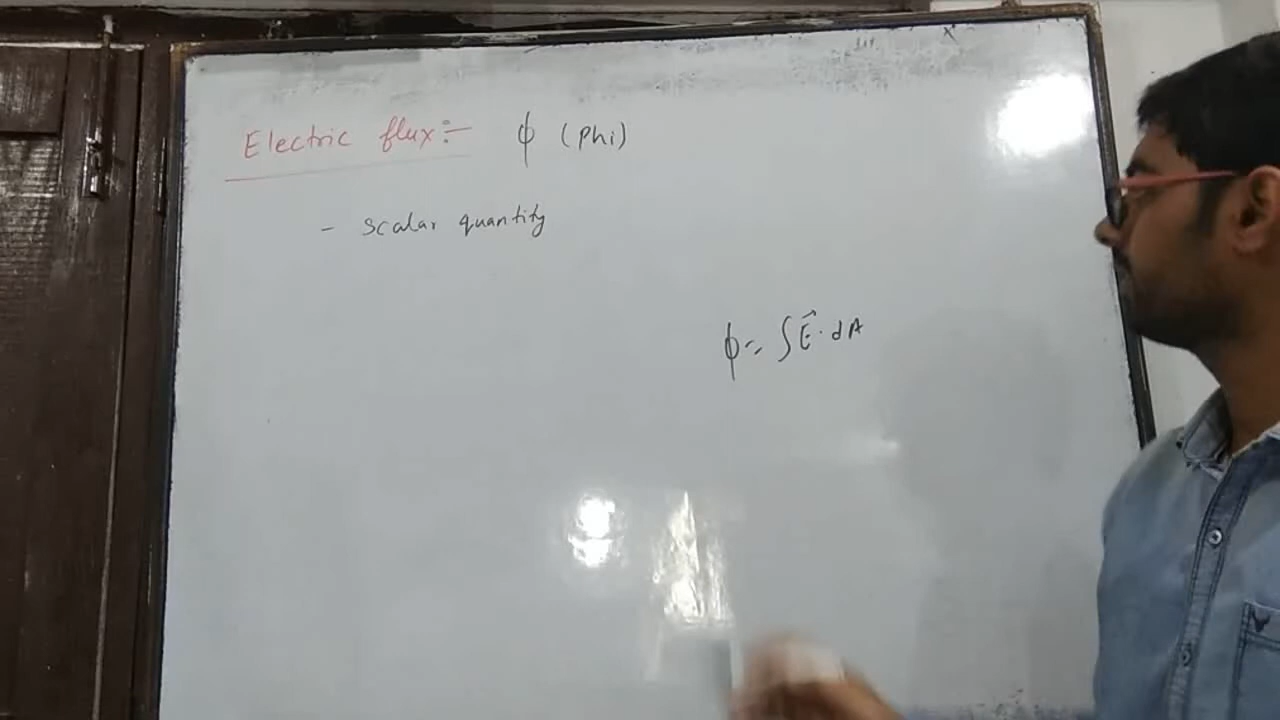 Electric flux:- ϕ (Phi)
- scalar quantity
ϕ = ∫ E⃗ · dA